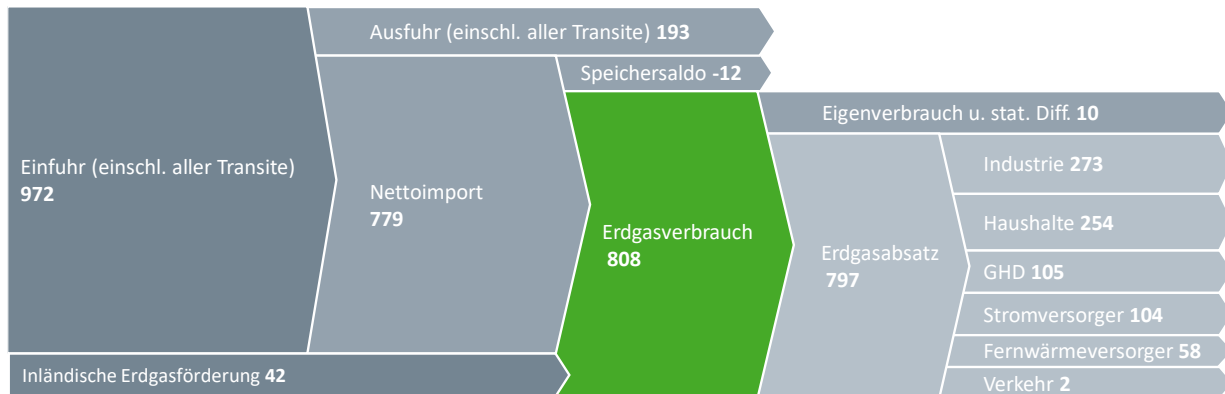 Ausfuhr (einschl. aller Transite) 193
Speichersaldo -12
Eigenverbrauch u. stat. Diff. 10
Einfuhr (einschl. aller Transite)
972
Nettoimport
779
Erdgasverbrauch
808
Erdgasabsatz
797
Industrie 273
Haushalte 254
GHD 105
Stromversorger 104
Fernwärmeversorger 58
Verkehr 2
Inländische Erdgasförderung 42